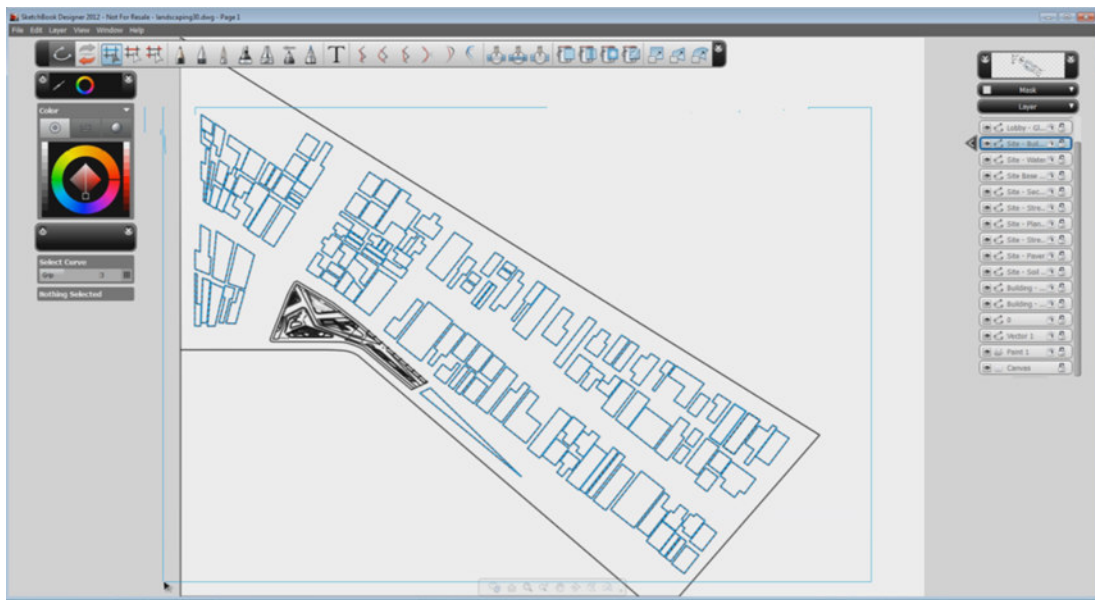 SketchBook Designer 2012 - Not For Resale - landscaping30.dwg - Page 1
File Edit Layer View Window Help
T
Color
Select Curve
Grip 3
Nothing Selected
Mask
Layer
Lobby - Gl...
Site - Buil...
Site - Water
Site Base ...
Site - Sec...
Site - Stre...
Site - Plan...
Site - Stre...
Site - Paver
Site - Soil ...
Building - ...
Building - ...
0
Vector 1
Paint 1
Canvas